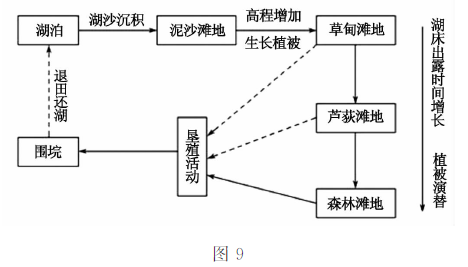 湖泊
湖沙沉积
泥沙滩地
高程增加
生长植被
草甸滩地
湖床出露时间增长
植被演替
退田还湖
芦荻滩地
围垸
垦殖活动
森林滩地
图 9